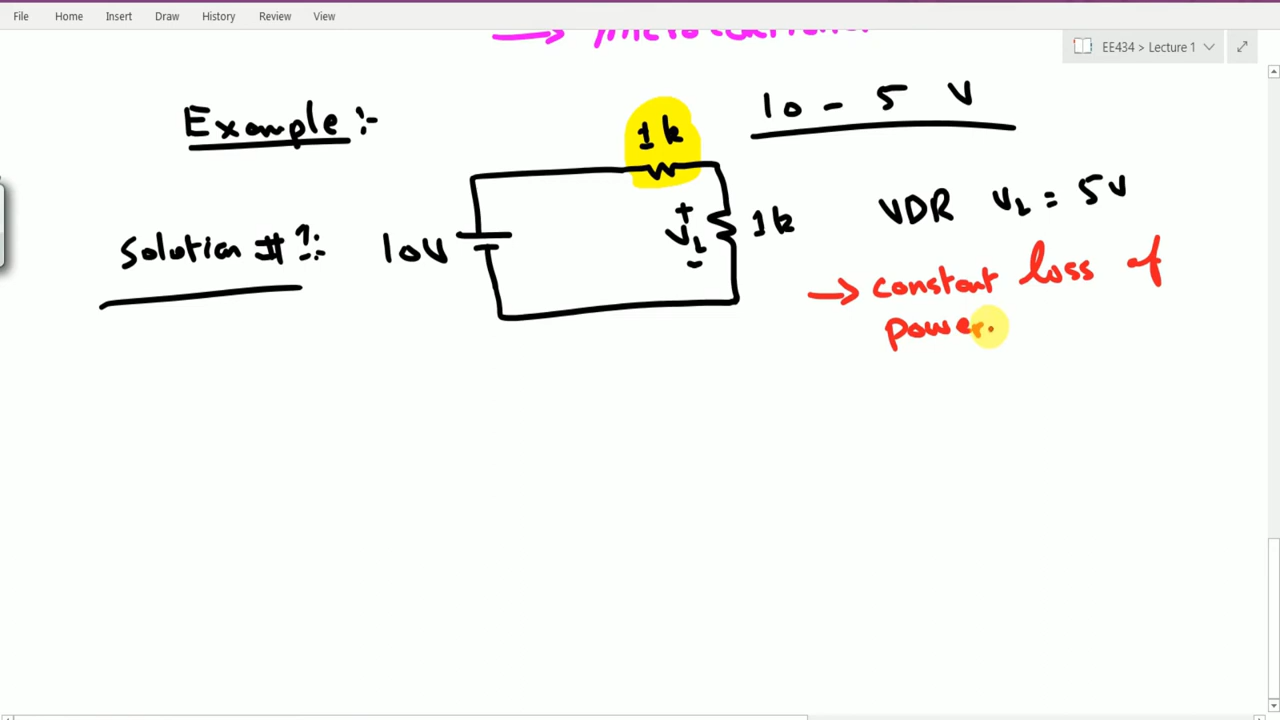 File Home Insert Draw History Review View
EE434 > Lecture 1
Example :-
10 - 5 V
1k
Solution # 1:-
10V
+
VL
-
1k
VDR VL = 5V
→ constant loss of
power.